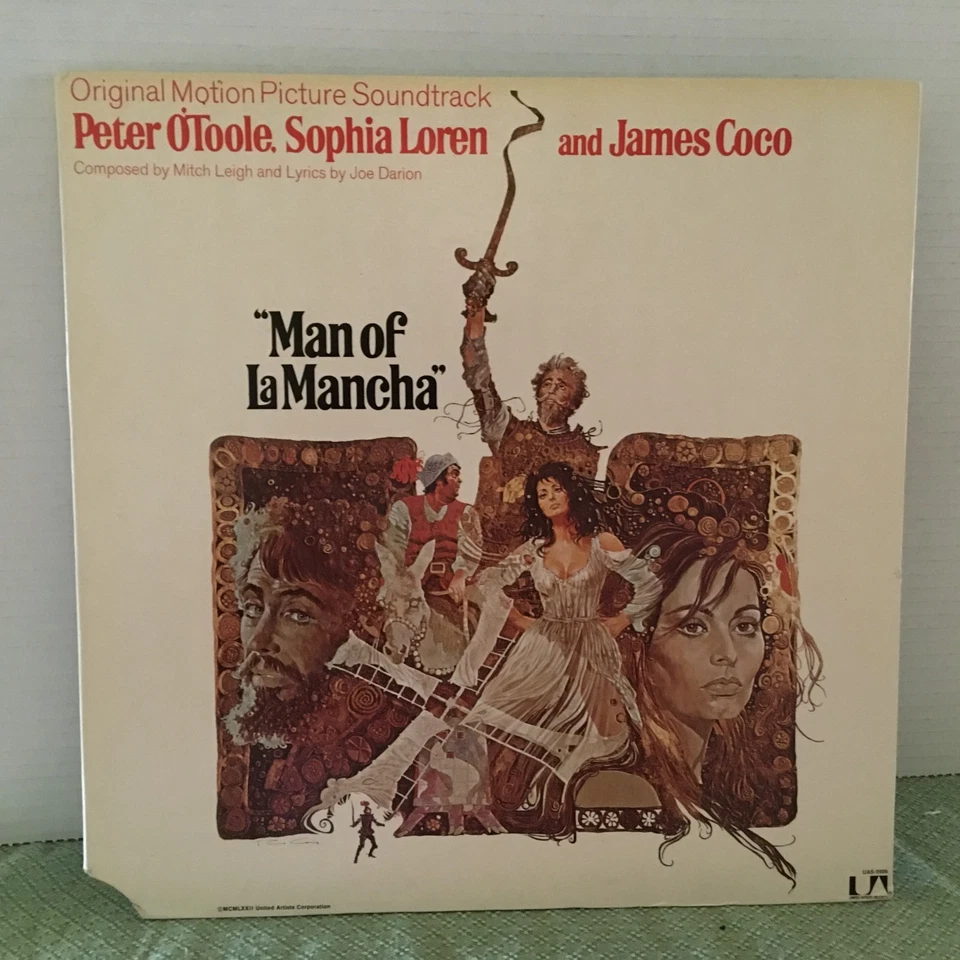 Original Motion Picture Soundtrack
Peter O'Toole, Sophia Loren and James Coco
Composed by Mitch Leigh and Lyrics by Joe Darion
"Man of
La Mancha"
©MCMLXXII United Artists Corporation
UA